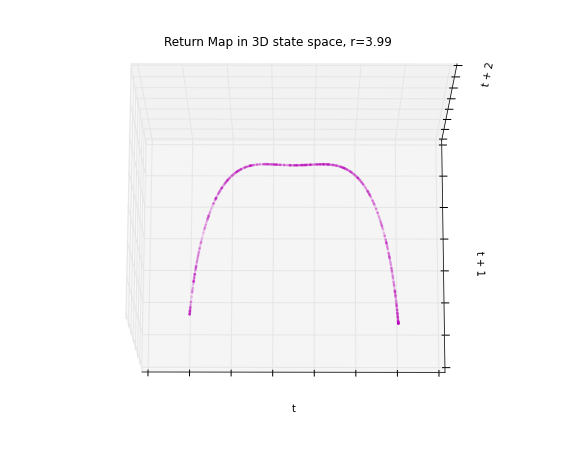 Return Map in 3D state space, r=3.99
t + 2
t + 1
t